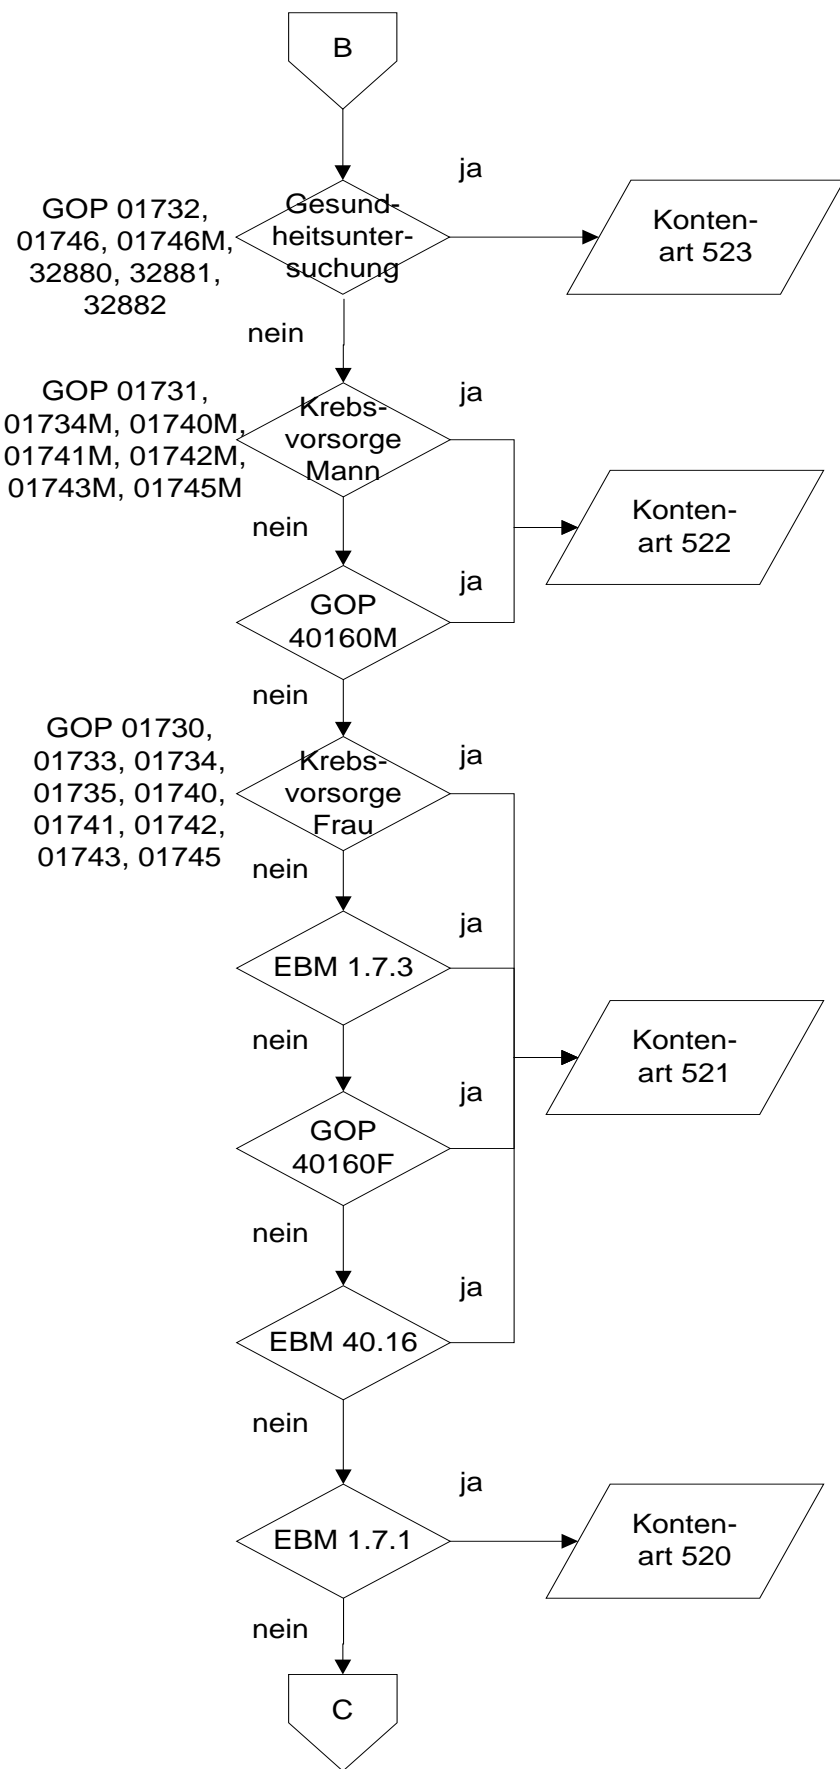 B
ja
GOP 01732,
01746, 01746M,
32880, 32881,
32882
Gesund-
heitsunter-
suchung
Konten-
art 523
nein
GOP 01731,
01734M, 01740M,
01741M, 01742M,
01743M, 01745M
Krebs-
vorsorge
Mann
ja
Konten-
art 522
nein
ja
GOP
40160M
nein
GOP 01730,
01733, 01734,
01735, 01740,
01741, 01742,
01743, 01745
Krebs-
vorsorge
Frau
ja
nein
ja
EBM 1.7.3
Konten-
art 521
nein
ja
GOP
40160F
nein
ja
EBM 40.16
nein
ja
EBM 1.7.1
Konten-
art 520
nein
C